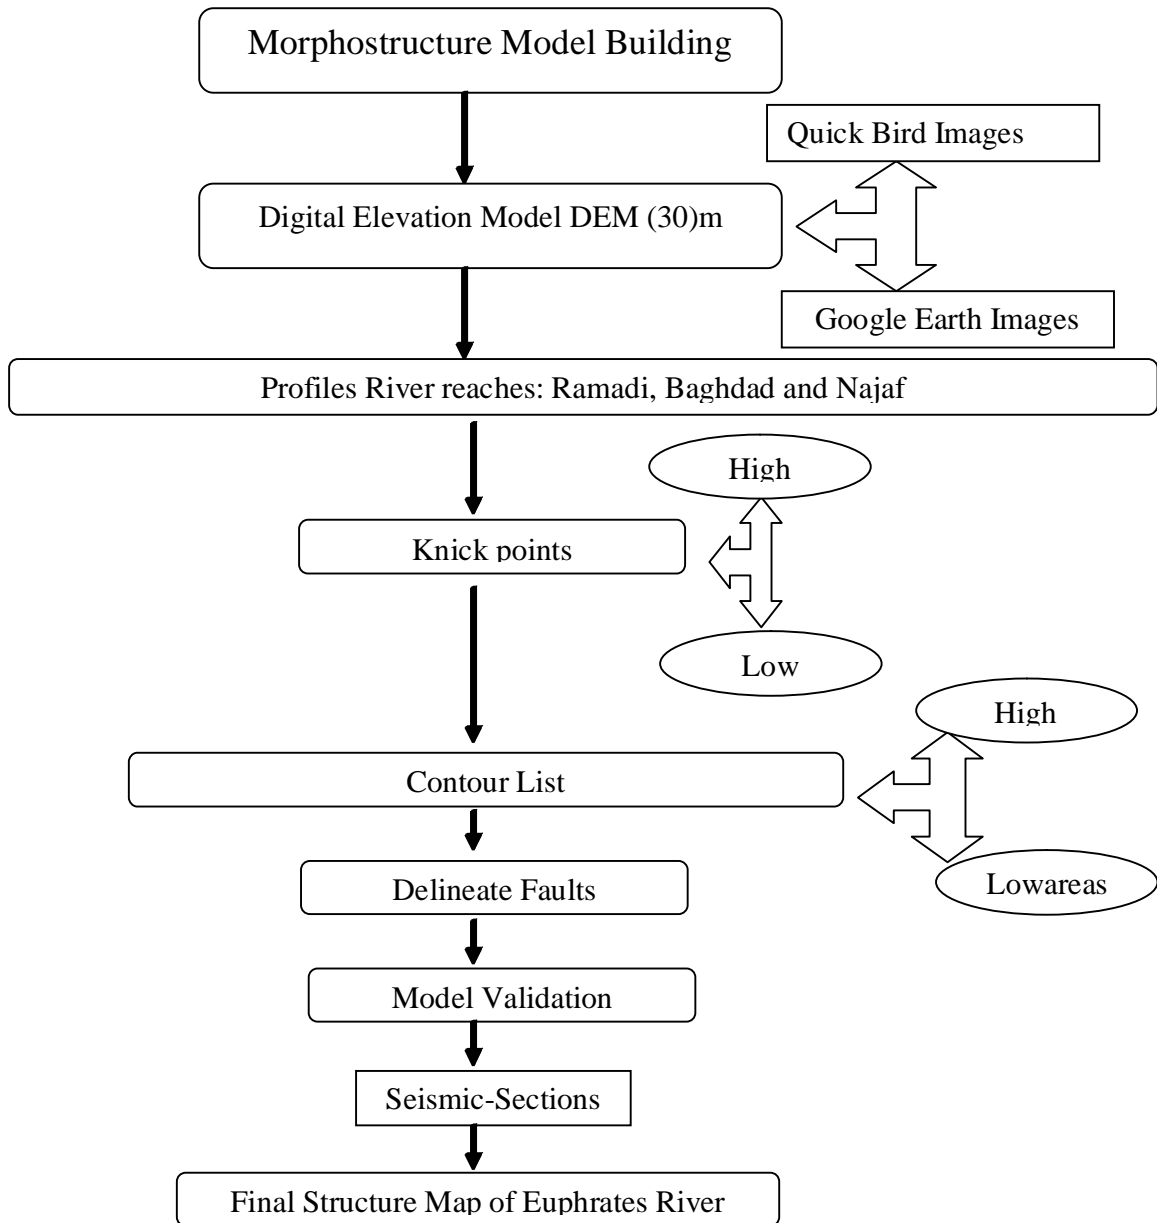 Morphostructure Model Building
Quick Bird Images
Digital Elevation Model DEM (30)m
Google Earth Images
Profiles River reaches: Ramadi, Baghdad and Najaf
High
Knick points
Low
High
Contour List
Lowareas
Delineate Faults
Model Validation
Seismic-Sections
Final Structure Map of Euphrates River